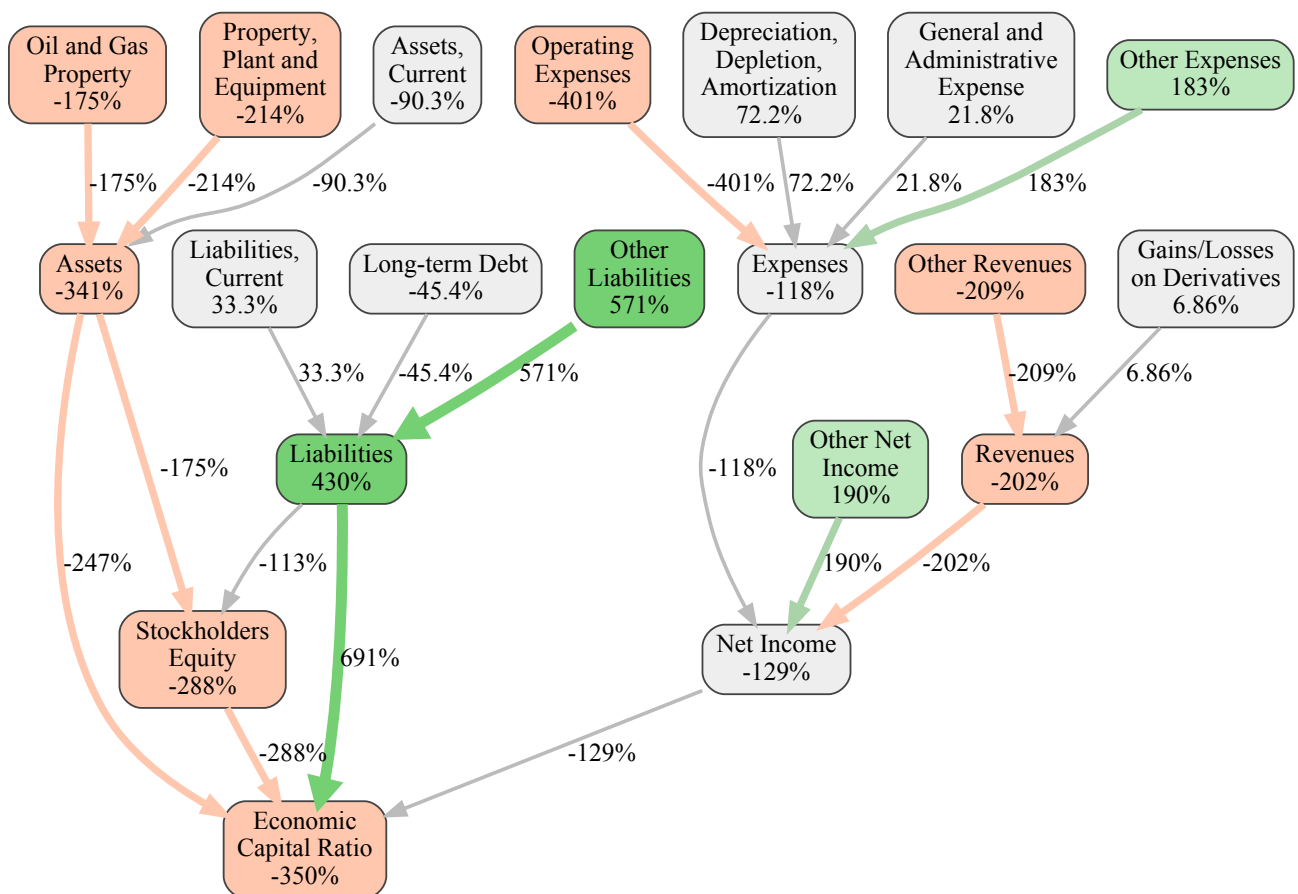 Oil and Gas
Property
-175%
Property,
Plant and
Equipment
-214%
Assets,
Current
-90.3%
Operating
Expenses
-401%
Depreciation,
Depletion,
Amortization
72.2%
General and
Administrative
Expense
21.8%
Other Expenses
183%
-175%
-214%
-90.3%
-401%
72.2%
21.8%
183%
Assets
-341%
Liabilities,
Current
33.3%
Long-term Debt
-45.4%
Other
Liabilities
571%
Expenses
-118%
Other Revenues
-209%
Gains/Losses
on Derivatives
6.86%
33.3%
-45.4%
571%
-209%
6.86%
-175%
Liabilities
430%
-118%
Other Net
Income
190%
Revenues
-202%
-247%
-113%
190%
-202%
Stockholders
Equity
-288%
691%
Net Income
-129%
-288%
-129%
Economic
Capital Ratio
-350%